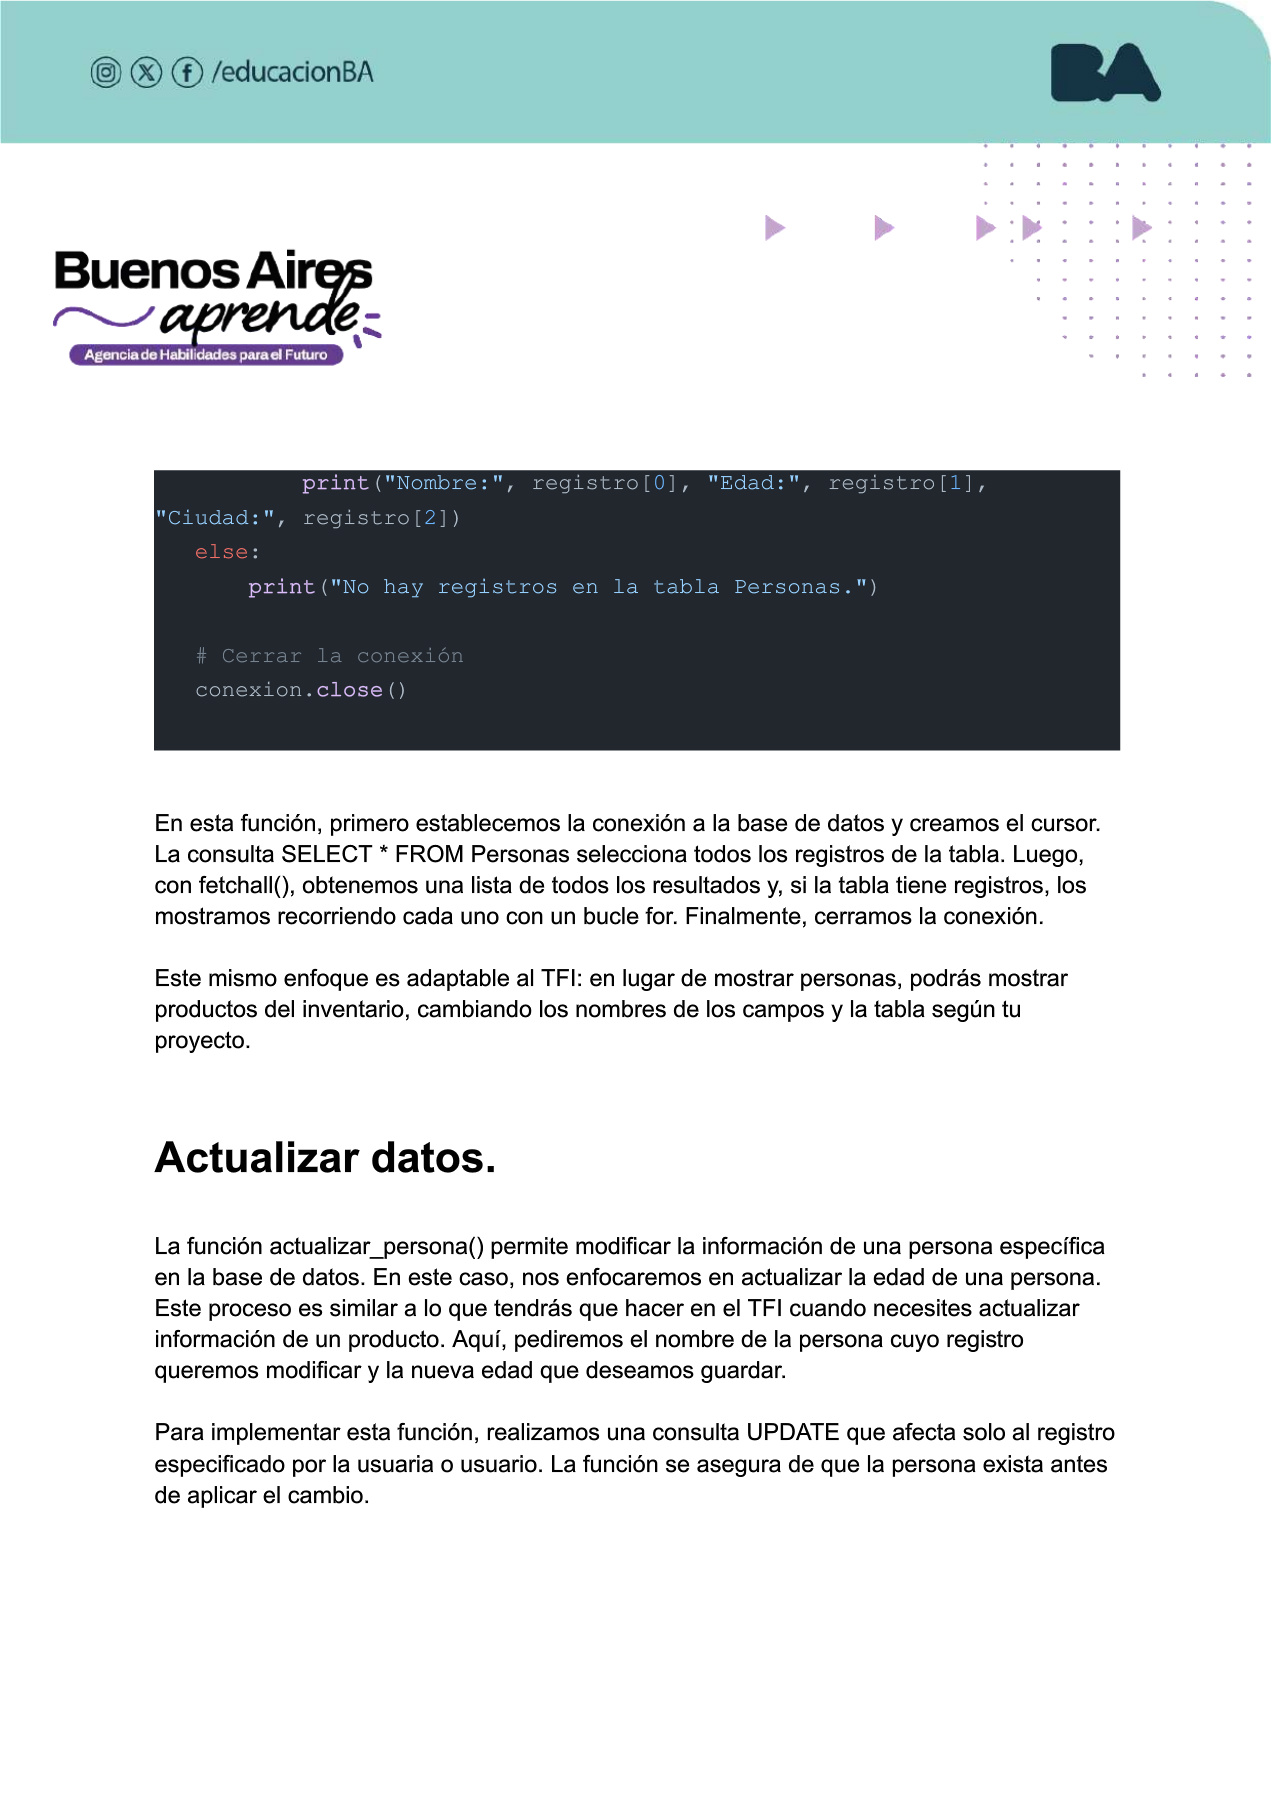 /educacionBA
BA
Buenos Aires
aprende
Agencia de Habilidades para el Futuro
print("Nombre:", registro[0], "Edad:", registro[1],
"Ciudad:", registro[2])
else:
print("No hay registros en la tabla Personas.")
# Cerrar la conexión
conexion.close()
En esta función, primero establecemos la conexión a la base de datos y creamos el cursor.
La consulta SELECT * FROM Personas selecciona todos los registros de la tabla. Luego,
con fetchall(), obtenemos una lista de todos los resultados y, si la tabla tiene registros, los
mostramos recorriendo cada uno con un bucle for. Finalmente, cerramos la conexión.
Este mismo enfoque es adaptable al TFI: en lugar de mostrar personas, podrás mostrar
productos del inventario, cambiando los nombres de los campos y la tabla según tu
proyecto.
Actualizar datos.
La función actualizar_persona() permite modificar la información de una persona específica
en la base de datos. En este caso, nos enfocaremos en actualizar la edad de una persona.
Este proceso es similar a lo que tendrás que hacer en el TFI cuando necesites actualizar
información de un producto. Aquí, pediremos el nombre de la persona cuyo registro
queremos modificar y la nueva edad que deseamos guardar.
Para implementar esta función, realizamos una consulta UPDATE que afecta solo al registro
especificado por la usuaria o usuario. La función se asegura de que la persona exista antes
de aplicar el cambio.